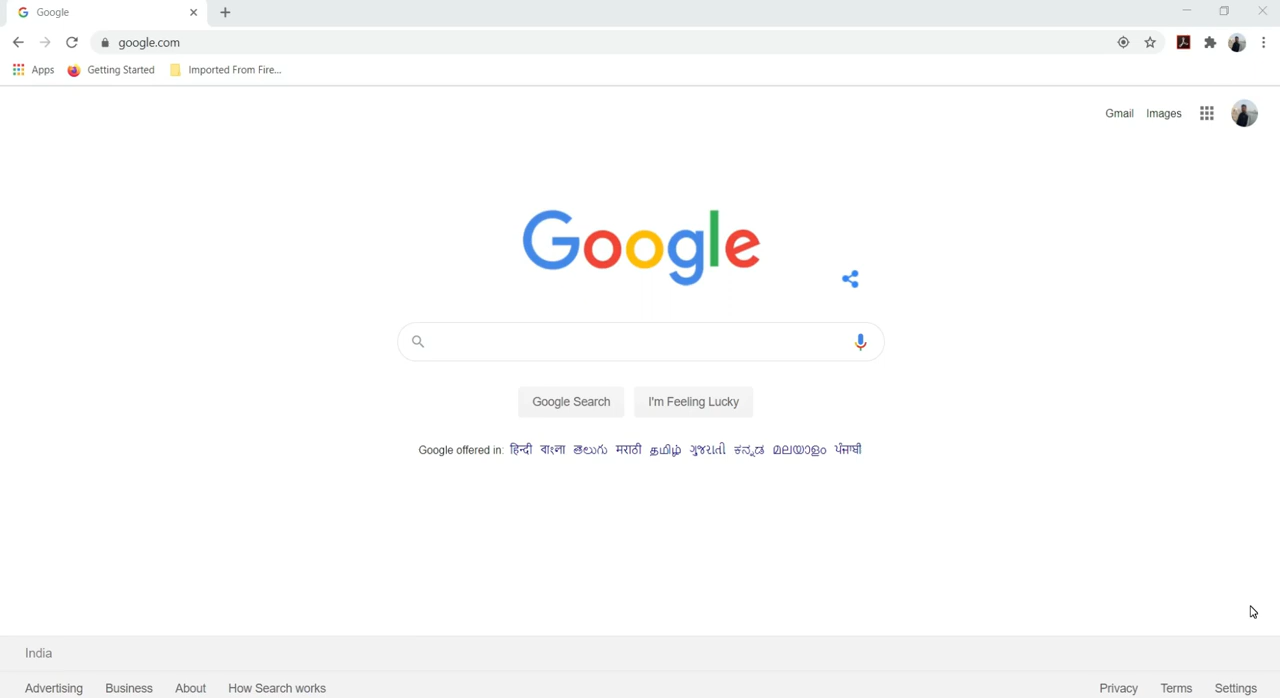 Google
google.com
Apps Getting Started Imported From Fire...
Gmail Images
Google
Google Search I'm Feeling Lucky
Google offered in: हिन्दी বাংলা తెలుగు मराठी தமிழ் ગુજરાતી ಕನ್ನಡ മലയാളം ਪੰਜਾਬੀ
India
Advertising Business About How Search works Privacy Terms Settings